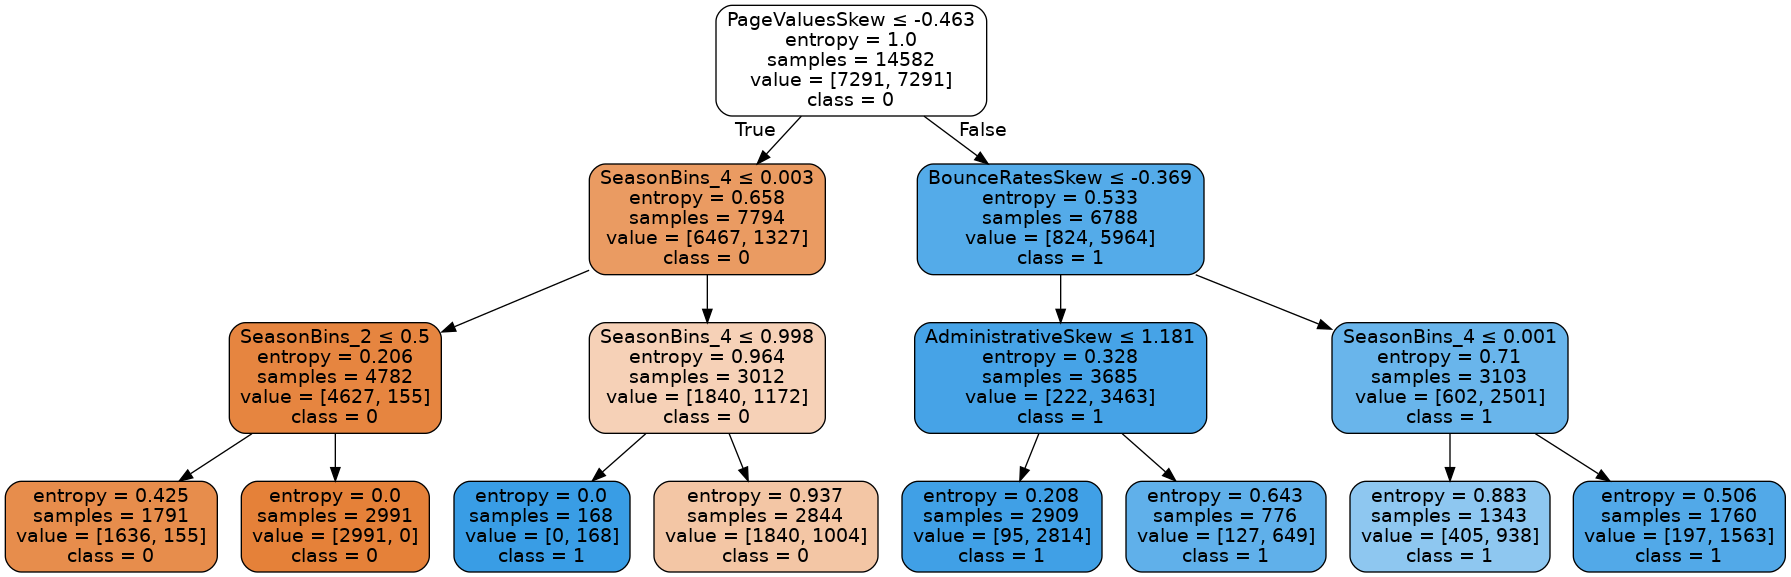 PageValuesSkew ≤ -0.463
entropy = 1.0
samples = 14582
value = [7291, 7291]
class = 0
True
False
SeasonBins_4 ≤ 0.003
entropy = 0.658
samples = 7794
value = [6467, 1327]
class = 0
BounceRatesSkew ≤ -0.369
entropy = 0.533
samples = 6788
value = [824, 5964]
class = 1
SeasonBins_2 ≤ 0.5
entropy = 0.206
samples = 4782
value = [4627, 155]
class = 0
SeasonBins_4 ≤ 0.998
entropy = 0.964
samples = 3012
value = [1840, 1172]
class = 0
AdministrativeSkew ≤ 1.181
entropy = 0.328
samples = 3685
value = [222, 3463]
class = 1
SeasonBins_4 ≤ 0.001
entropy = 0.71
samples = 3103
value = [602, 2501]
class = 1
entropy = 0.425
samples = 1791
value = [1636, 155]
class = 0
entropy = 0.0
samples = 2991
value = [2991, 0]
class = 0
entropy = 0.0
samples = 168
value = [0, 168]
class = 1
entropy = 0.937
samples = 2844
value = [1840, 1004]
class = 0
entropy = 0.208
samples = 2909
value = [95, 2814]
class = 1
entropy = 0.643
samples = 776
value = [127, 649]
class = 1
entropy = 0.883
samples = 1343
value = [405, 938]
class = 1
entropy = 0.506
samples = 1760
value = [197, 1563]
class = 1